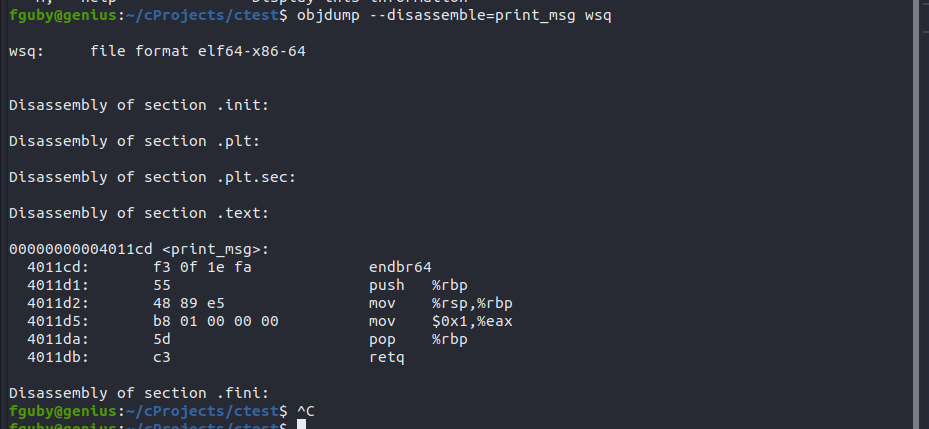 fguby@genius:~/cProjects/ctest$ objdump --disassemble=print_msg wsq
wsq:     file format elf64-x86-64
Disassembly of section .init:
Disassembly of section .plt:
Disassembly of section .plt.sec:
Disassembly of section .text:
00000000004011cd <print_msg>:
  4011cd:       f3 0f 1e fa             endbr64
  4011d1:       55                      push   %rbp
  4011d2:       48 89 e5                mov    %rsp,%rbp
  4011d5:       b8 01 00 00 00          mov    $0x1,%eax
  4011da:       5d                      pop    %rbp
  4011db:       c3                      retq
Disassembly of section .fini:
fguby@genius:~/cProjects/ctest$ ^C
fguby@genius:~/cProjects/ctest$